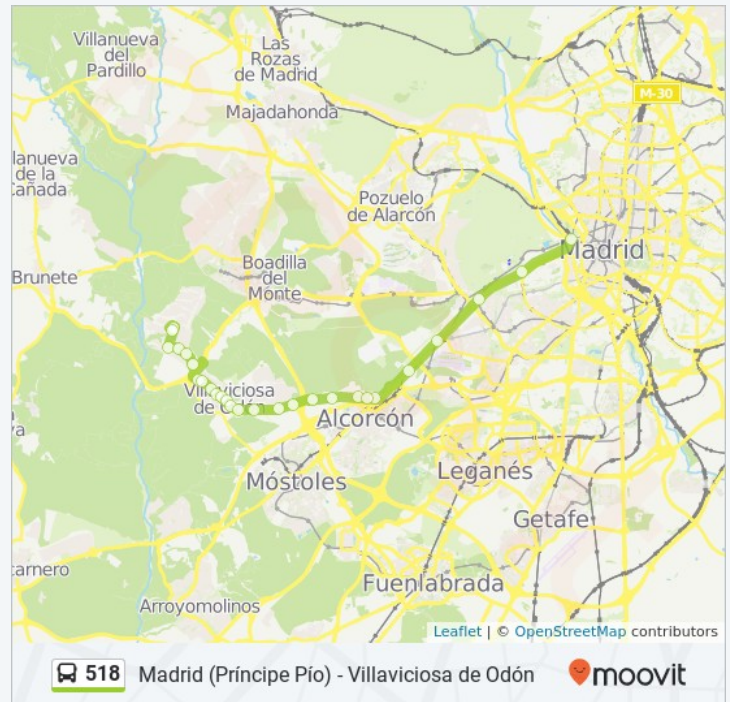 Villanueva
del
Pardillo
Las
Rozas
de Madrid
M-30
Majadahonda
lanueva
de la
añada
Pozuelo
de Alarcón
Madrid
Boadilla
del
Monte
Brunete
Villaviciosa
de Odón
Alcorcón
Leganés
Móstoles
Getafe
carnero
Fuenlabrada
Arroyomolinos
Leaflet | © OpenStreetMap contributors
518 Madrid (Príncipe Pío) - Villaviciosa de Odón moovit